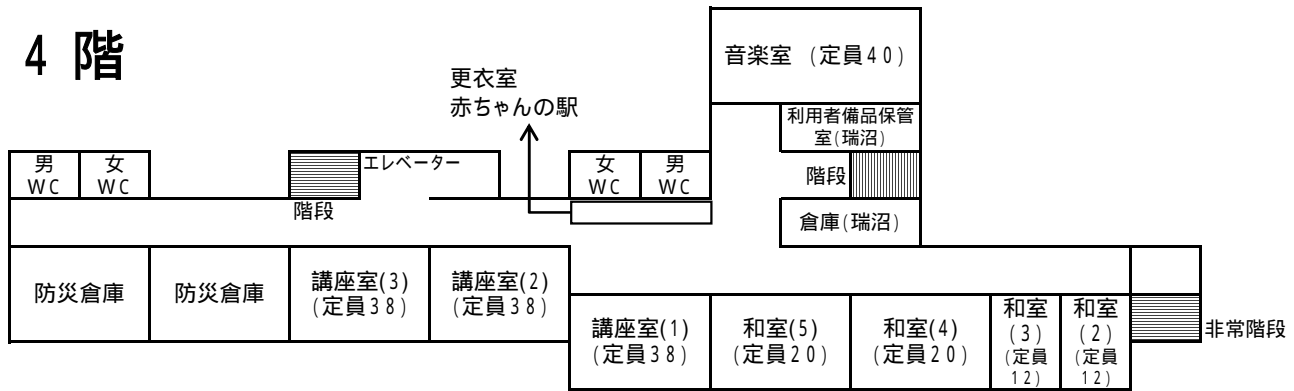 4 階
音楽室 (定員40)
更衣室
赤ちゃんの駅
利用者備品保管
室(瑞沼)
男
WC
女
WC
エレベーター
階段
女
WC
男
WC
階段
倉庫(瑞沼)
防災倉庫
防災倉庫
講座室(3)
(定員38)
講座室(2)
(定員38)
講座室(1)
(定員38)
和室(5)
(定員20)
和室(4)
(定員20)
和室
(3)
(定員
12)
和室
(2)
(定員
12)
非常階段